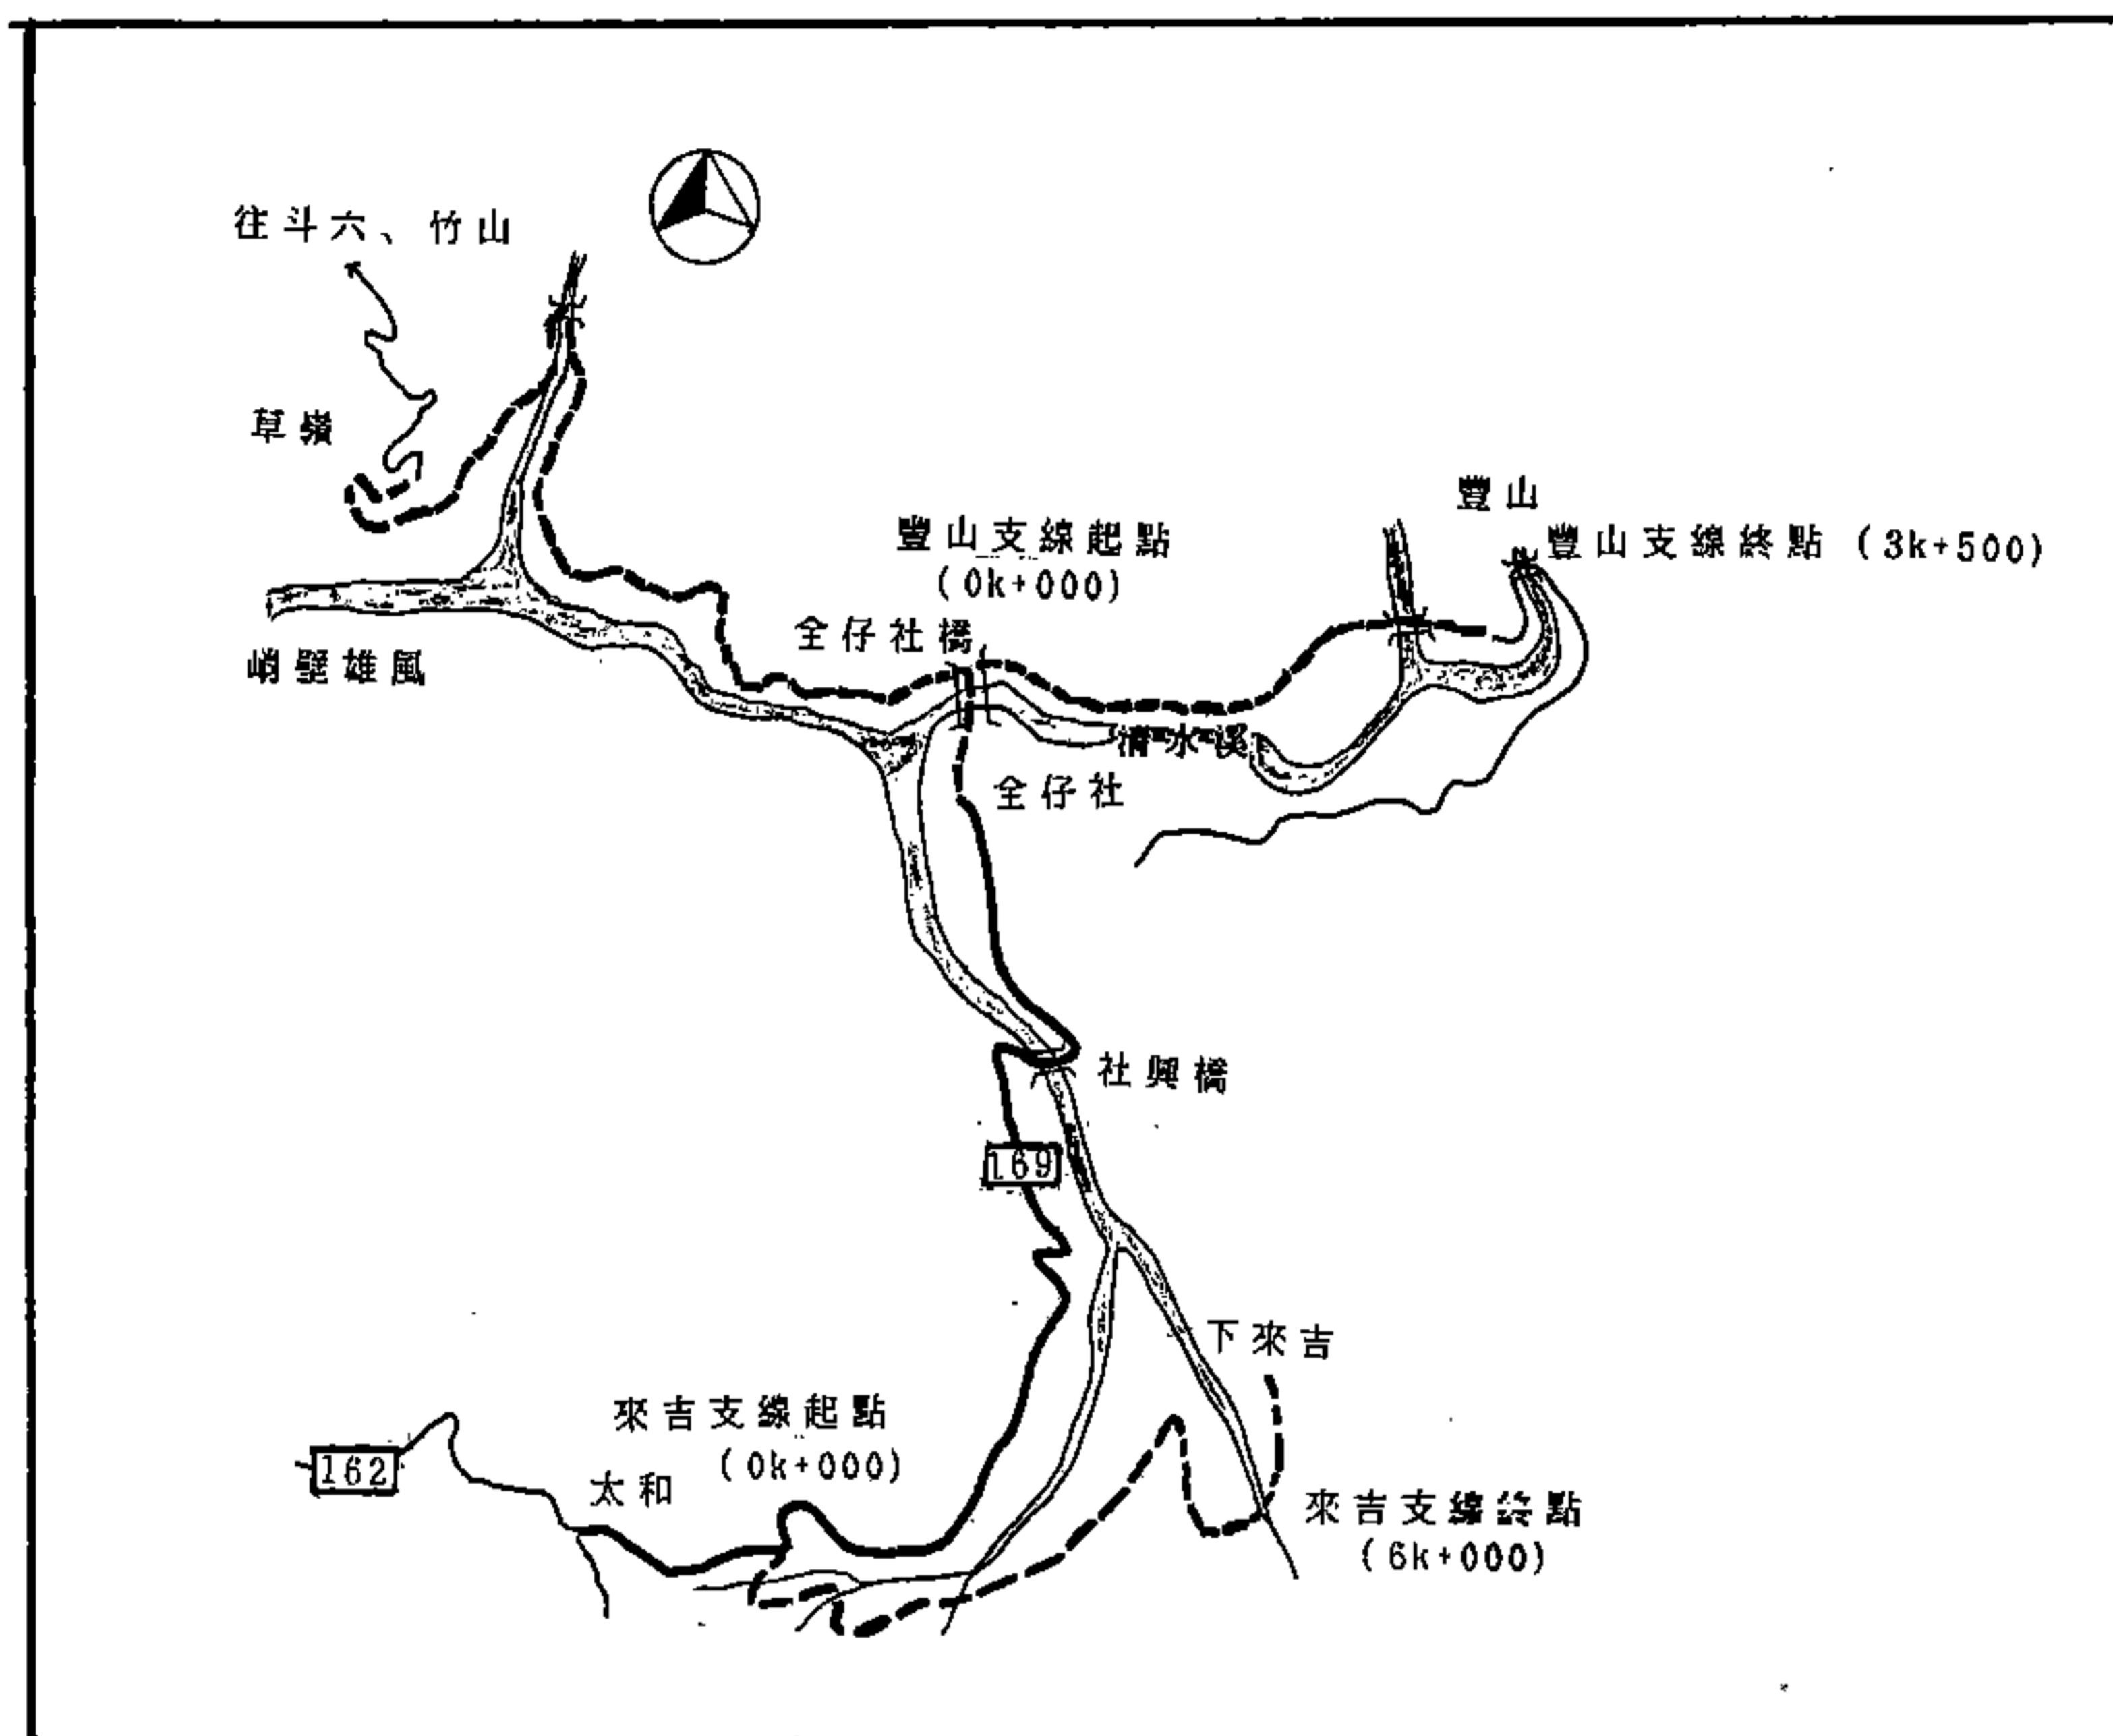 往斗六、竹山
草嶺
豐山
豐山支線起點
(0k+000)
豐山支線終點 (3k+500)
全仔社橋
峭壁雄風
清水溪
全仔社
社興橋
169
下來吉
來吉支線起點
(0k+000)
162
太和
來吉支線終點
(6k+000)